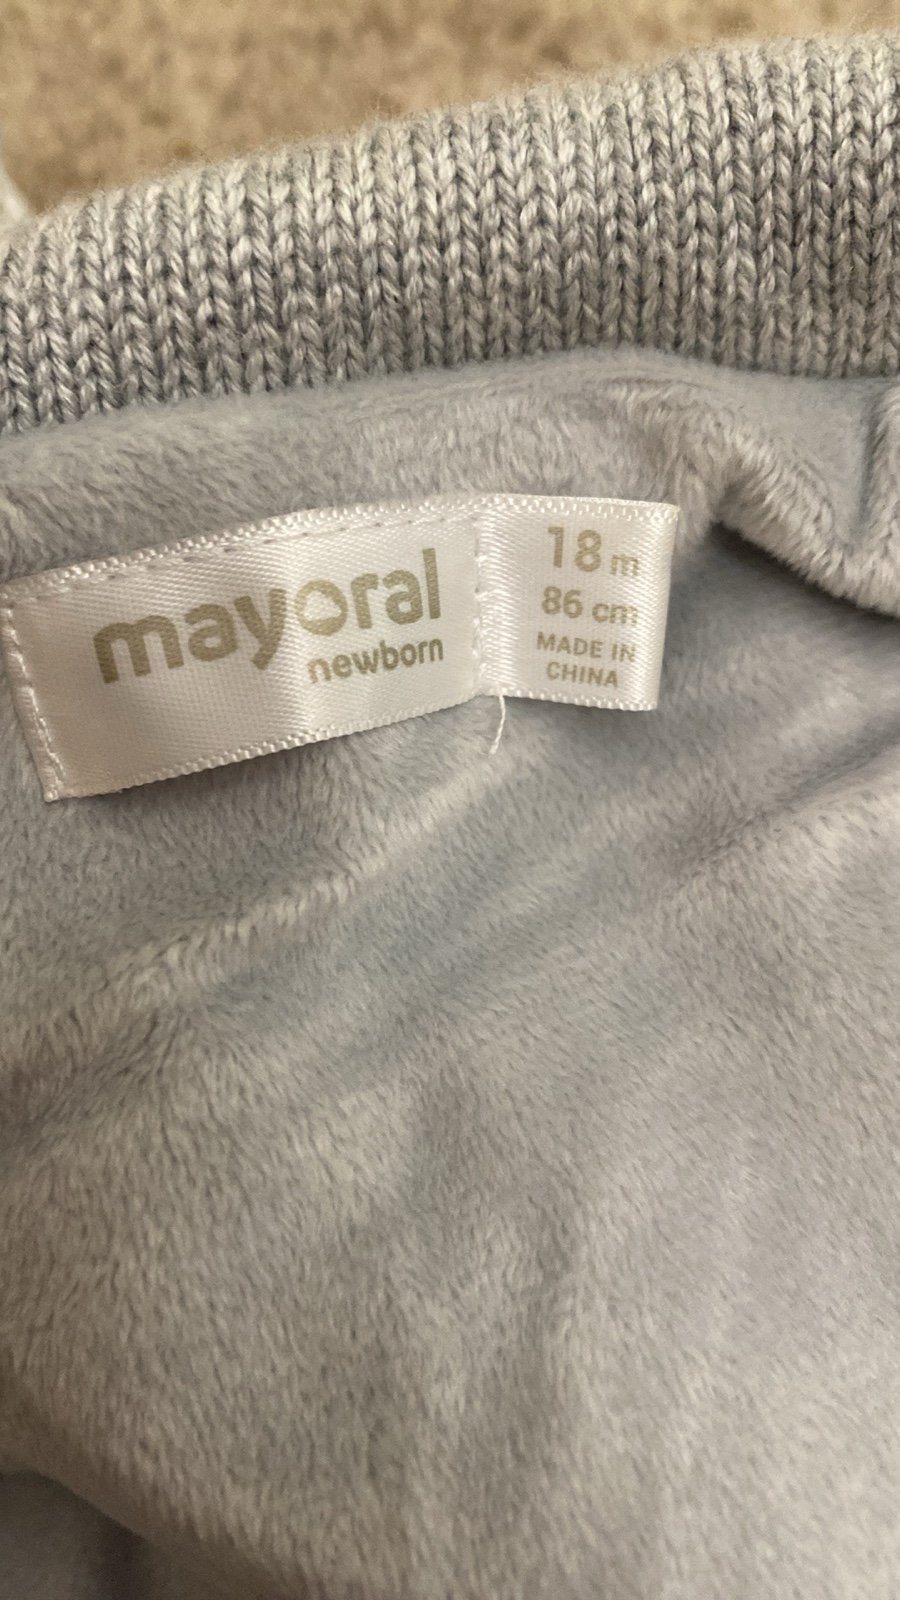 mayoral
newborn
18 m
86 cm
MADE IN
CHINA